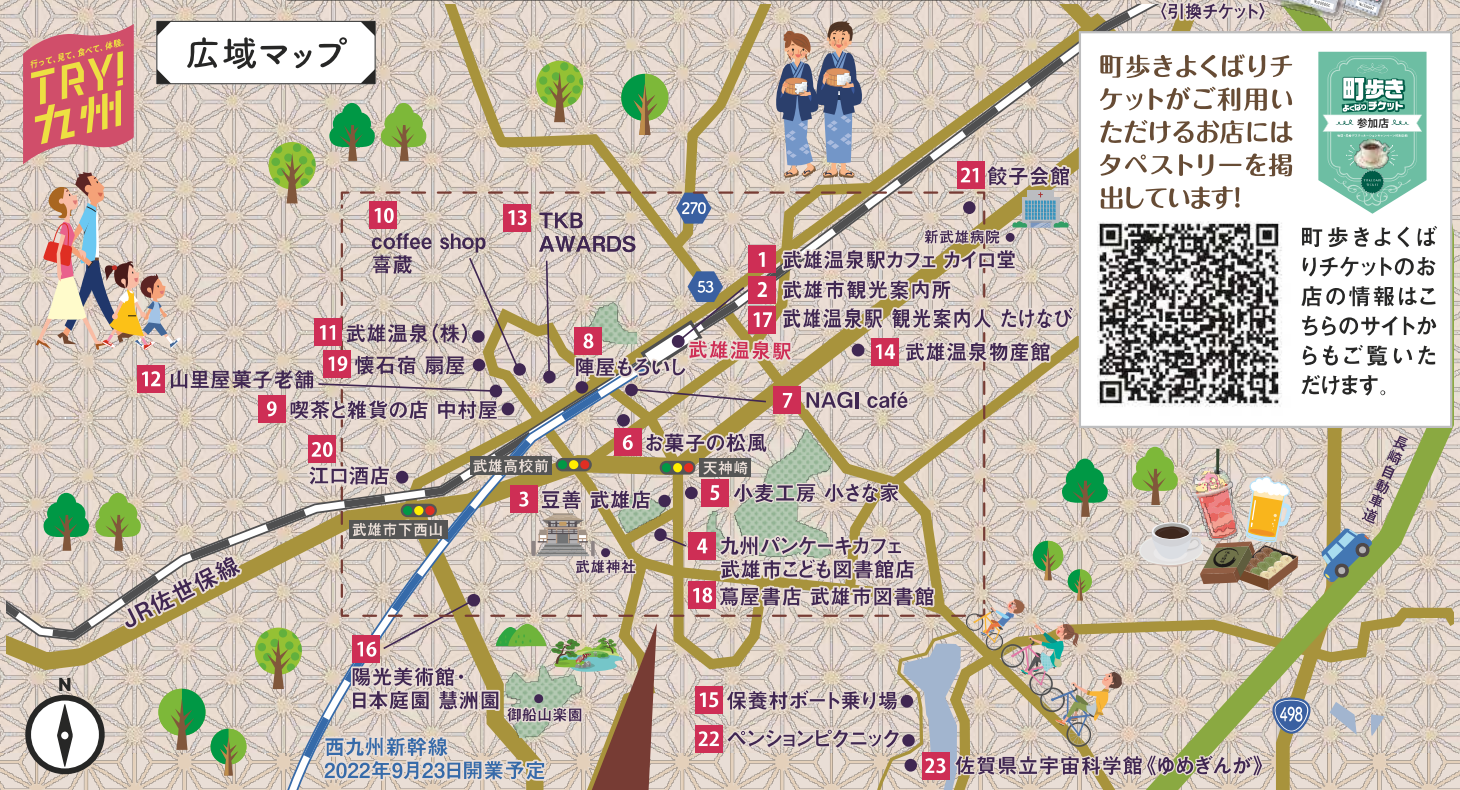 〈引換チケット〉
行って、見て、食べて、体験。
TRY!
九州
広域マップ
町歩きよくばりチ
ケットがご利用い
ただけるお店には
タペストリーを掲
出しています!
町歩き
よくばりチケット
参加店
町歩きよくば
りチケットのお
店の情報はこ
ちらのサイトか
らもご覧いた
だけます。
21 餃子会館
新武雄病院
10
coffee shop
喜蔵
13 TKB
AWARDS
270
53
1 武雄温泉駅カフェ カイロ堂
2 武雄市観光案内所
17 武雄温泉駅 観光案内人 たけなび
武雄温泉駅
14 武雄温泉物産館
11 武雄温泉(株)
19 懐石宿 扇屋
12 山里屋菓子老舗
9 喫茶と雑貨の店 中村屋
8
陣屋もろいし
7 NAGI café
6 お菓子の松風
20
江口酒店
武雄高校前
天神崎
3 豆善 武雄店
5 小麦工房 小さな家
武雄市下西山
武雄神社
4 九州パンケーキカフェ
武雄市こども図書館店
18 蔦屋書店 武雄市図書館
JR佐世保線
長崎自動車道
16
陽光美術館・
日本庭園 慧洲園
御船山楽園
15 保養村ボート乗り場
22 ペンションピクニック
23 佐賀県立宇宙科学館《ゆめぎんが》
498
N
西九州新幹線
2022年9月23日開業予定